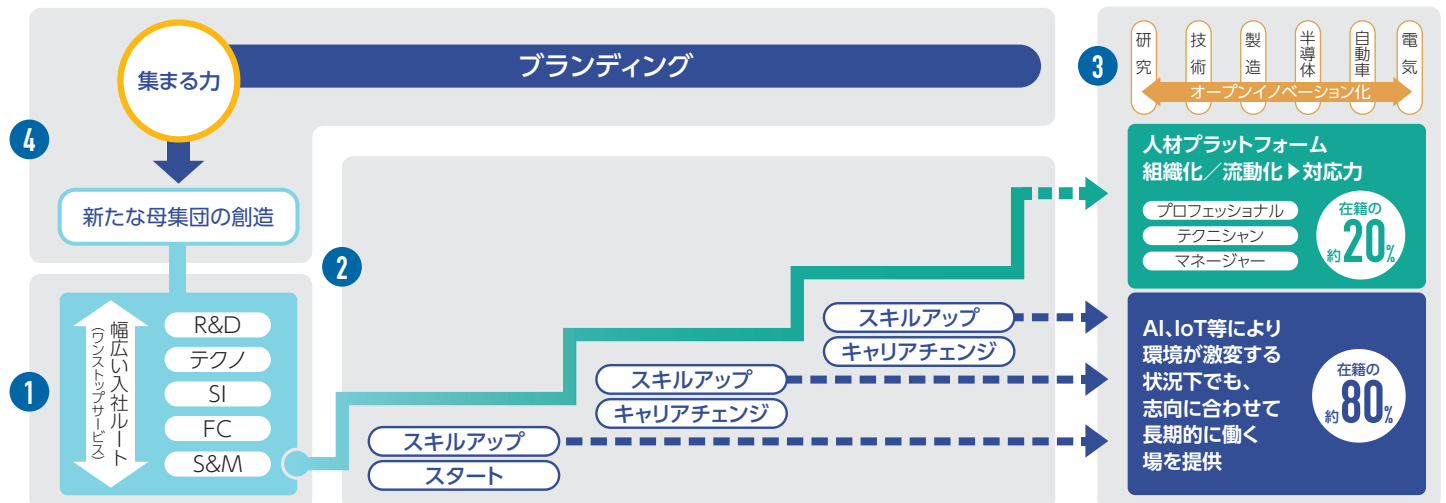 集まる力
ブランディング
4
新たな母集団の創造
1
幅広い入社ルート
(ワンストップサービス)
R&D
テクノ
SI
FC
S&M
2
スキルアップ
スタート
スキルアップ
キャリアチェンジ
スキルアップ
キャリアチェンジ
3
研究
技術
製造
半導体
自動車
電気
オープンイノベーション化
人材プラットフォーム
組織化／流動化▶対応力
プロフェッショナル
テクニシャン
マネージャー
在籍の
約20%
AI、IoT等により
環境が激変する
状況下でも、
志向に合わせて
長期的に働く
場を提供
在籍の
約80%